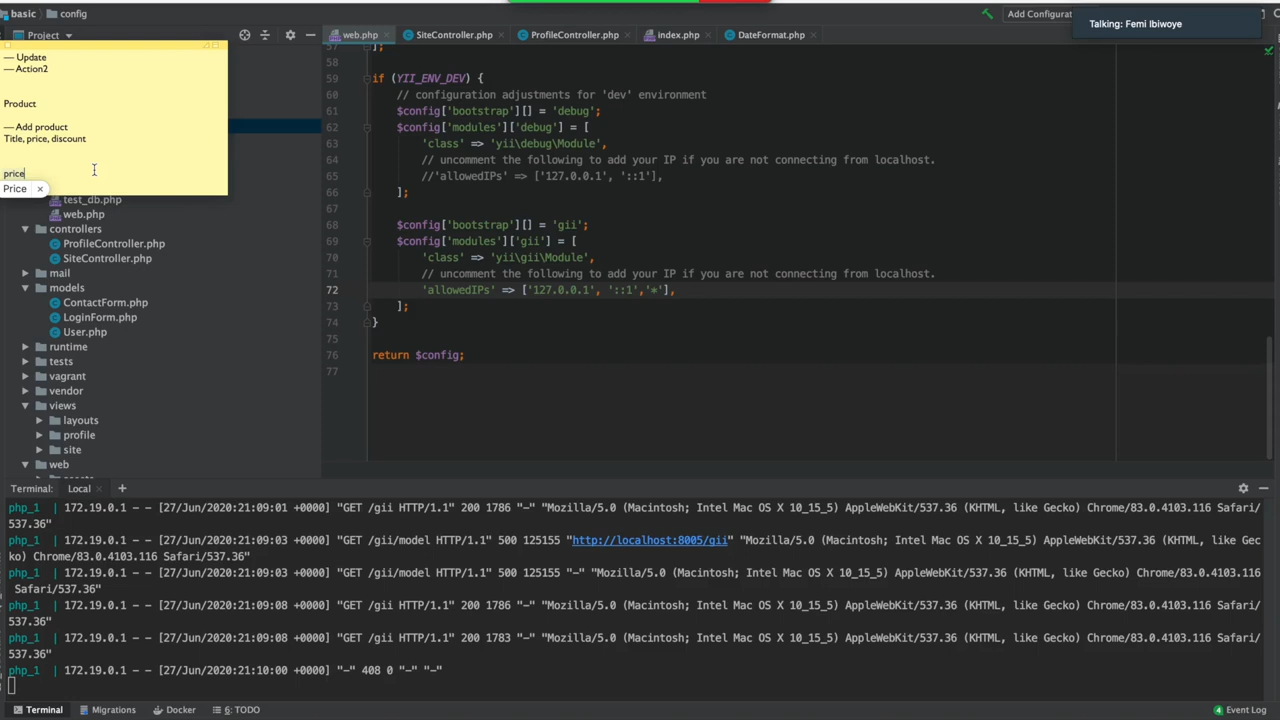 basic
config
Add Configurat
Talking: Femi Ibiwoye
Project
web.php
SiteController.php
ProfileController.php
index.php
DateFormat.php
— Update
— Action2
Product
— Add product
Title, price, discount
price
Price ×
test_db.php
web.php
controllers
ProfileController.php
SiteController.php
mail
models
ContactForm.php
LoginForm.php
User.php
runtime
tests
vagrant
vendor
views
layouts
profile
site
web
57 ];
58
59 if (YII_ENV_DEV) {
60 // configuration adjustments for 'dev' environment
61 $config['bootstrap'][] = 'debug';
62 $config['modules']['debug'] = [
63 'class' => 'yii\debug\Module',
64 // uncomment the following to add your IP if you are not connecting from localhost.
65 //'allowedIPs' => ['127.0.0.1', '::1'],
66 ];
67
68 $config['bootstrap'][] = 'gii';
69 $config['modules']['gii'] = [
70 'class' => 'yii\gii\Module',
71 // uncomment the following to add your IP if you are not connecting from localhost.
72 'allowedIPs' => ['127.0.0.1', '::1','*'],
73 ];
74 }
75
76 return $config;
77
Terminal: Local × +
php_1 | 172.19.0.1 - - [27/Jun/2020:21:09:01 +0000] "GET /gii HTTP/1.1" 200 1786 "-" "Mozilla/5.0 (Macintosh; Intel Mac OS X 10_15_5) AppleWebKit/537.36 (KHTML, like Gecko) Chrome/83.0.4103.116 Safari/
537.36"
php_1 | 172.19.0.1 - - [27/Jun/2020:21:09:03 +0000] "GET /gii/model HTTP/1.1" 500 125155 "http://localhost:8005/gii" "Mozilla/5.0 (Macintosh; Intel Mac OS X 10_15_5) AppleWebKit/537.36 (KHTML, like Gec
ko) Chrome/83.0.4103.116 Safari/537.36"
php_1 | 172.19.0.1 - - [27/Jun/2020:21:09:03 +0000] "GET /gii/model HTTP/1.1" 500 125155 "-" "Mozilla/5.0 (Macintosh; Intel Mac OS X 10_15_5) AppleWebKit/537.36 (KHTML, like Gecko) Chrome/83.0.4103.116
Safari/537.36"
php_1 | 172.19.0.1 - - [27/Jun/2020:21:09:08 +0000] "GET /gii HTTP/1.1" 200 1786 "-" "Mozilla/5.0 (Macintosh; Intel Mac OS X 10_15_5) AppleWebKit/537.36 (KHTML, like Gecko) Chrome/83.0.4103.116 Safari/
537.36"
php_1 | 172.19.0.1 - - [27/Jun/2020:21:09:08 +0000] "GET /gii HTTP/1.1" 200 1783 "-" "Mozilla/5.0 (Macintosh; Intel Mac OS X 10_15_5) AppleWebKit/537.36 (KHTML, like Gecko) Chrome/83.0.4103.116 Safari/
537.36"
php_1 | 172.19.0.1 - - [27/Jun/2020:21:10:00 +0000] "-" 408 0 "-" "-"
Terminal
Migrations
Docker
6: TODO
4 Event Log